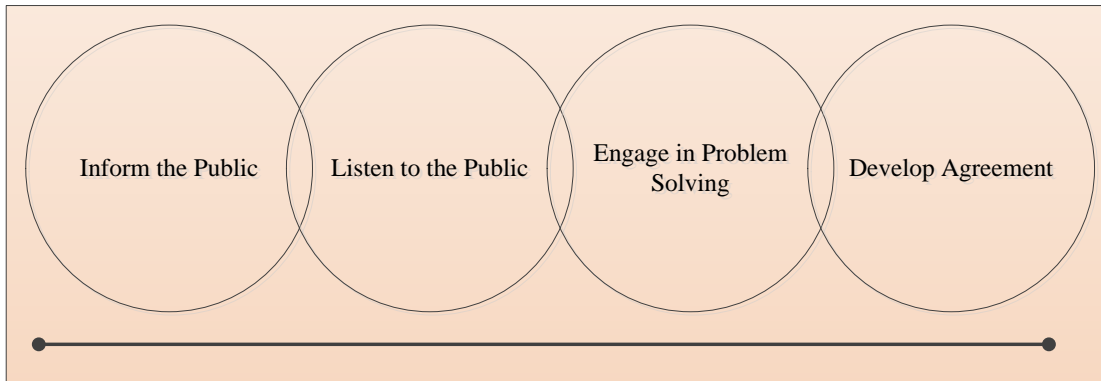 Inform the Public
Listen to the Public
Engage in Problem
Solving
Develop Agreement